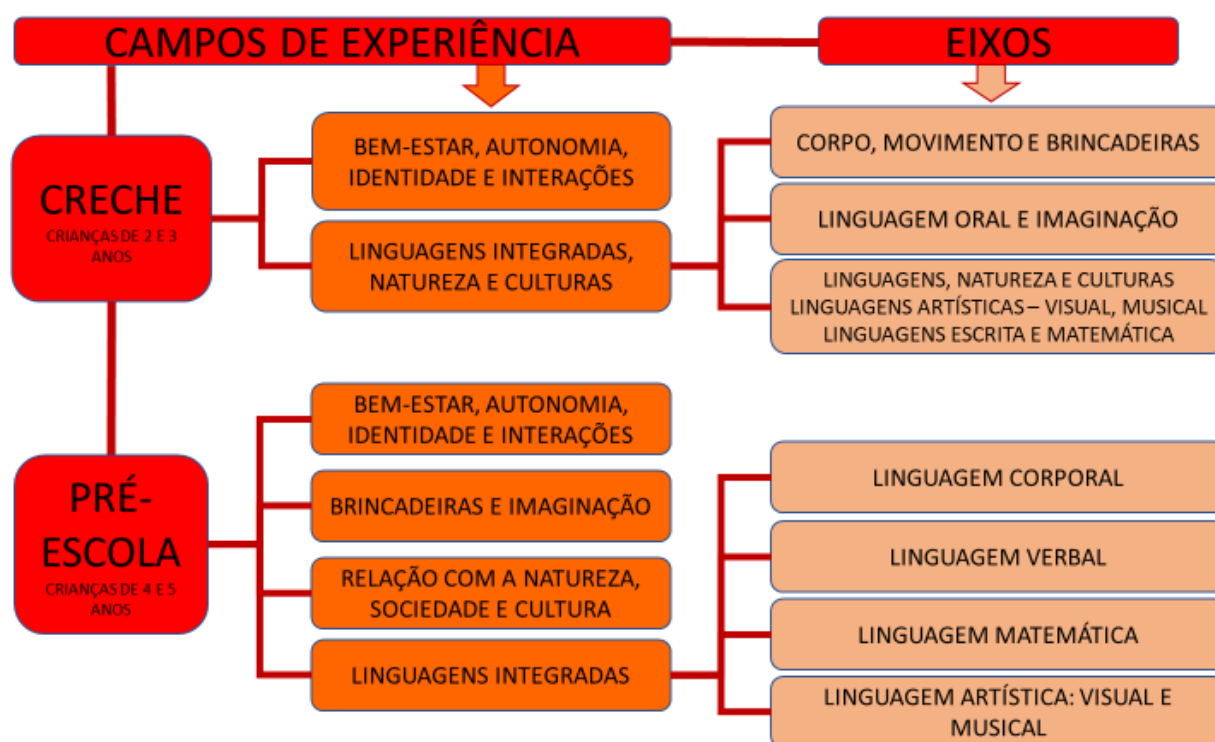 CAMPOS DE EXPERIÊNCIA
EIXOS
CRECHE
CRIANÇAS DE 2 E 3
ANOS
BEM-ESTAR, AUTONOMIA,
IDENTIDADE E INTERAÇÕES
LINGUAGENS INTEGRADAS,
NATUREZA E CULTURAS
CORPO, MOVIMENTO E BRINCADEIRAS
LINGUAGEM ORAL E IMAGINAÇÃO
LINGUAGENS, NATUREZA E CULTURAS
LINGUAGENS ARTÍSTICAS – VISUAL, MUSICAL
LINGUAGENS ESCRITA E MATEMÁTICA
PRÉ-
ESCOLA
CRIANÇAS DE 4 E 5
ANOS
BEM-ESTAR, AUTONOMIA,
IDENTIDADE E INTERAÇÕES
BRINCADEIRAS E IMAGINAÇÃO
RELAÇÃO COM A NATUREZA,
SOCIEDADE E CULTURA
LINGUAGENS INTEGRADAS
LINGUAGEM CORPORAL
LINGUAGEM VERBAL
LINGUAGEM MATEMÁTICA
LINGUAGEM ARTÍSTICA: VISUAL E
MUSICAL